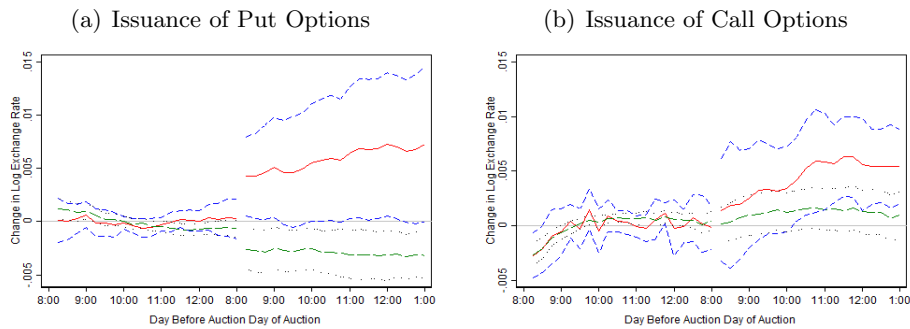 (a) Issuance of Put Options
(b) Issuance of Call Options
Change in Log Exchange Rate
.015
.01
.005
0
-.005
8:00 9:00 10:00 11:00 12:00 8:00 9:00 10:00 11:00 12:00 1:00
Day Before Auction Day of Auction
Change in Log Exchange Rate
.015
.01
.005
0
-.005
8:00 9:00 10:00 11:00 12:00 8:00 9:00 10:00 11:00 12:00 1:00
Day Before Auction Day of Auction